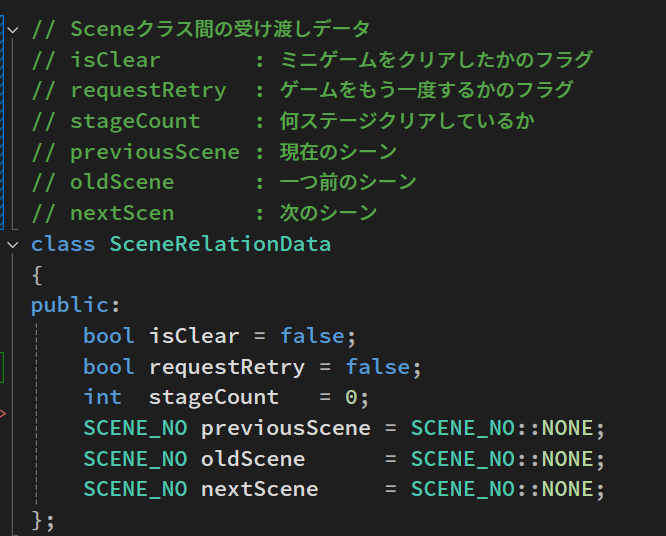 // Sceneクラス間の受け渡しデータ
// isClear       : ミニゲームをクリアしたかのフラグ
// requestRetry  : ゲームをもう一度するかのフラグ
// stageCount    : 何ステージクリアしているか
// previousScene : 現在のシーン
// oldScene      : 一つ前のシーン
// nextScen      : 次のシーン
class SceneRelationData
{
public:
    bool isClear = false;
    bool requestRetry = false;
    int  stageCount   = 0;
    SCENE_NO previousScene = SCENE_NO::NONE;
    SCENE_NO oldScene      = SCENE_NO::NONE;
    SCENE_NO nextScene     = SCENE_NO::NONE;
};